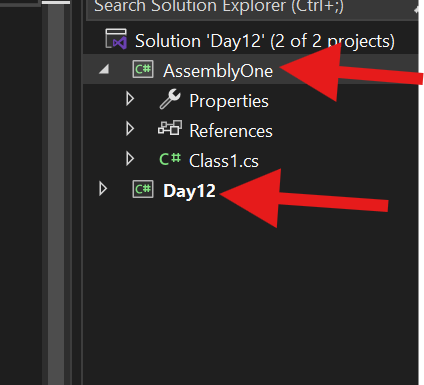 Search Solution Explorer (Ctrl+;)
Solution 'Day12' (2 of 2 projects)
C# AssemblyOne
Properties
References
C# Class1.cs
C# Day12